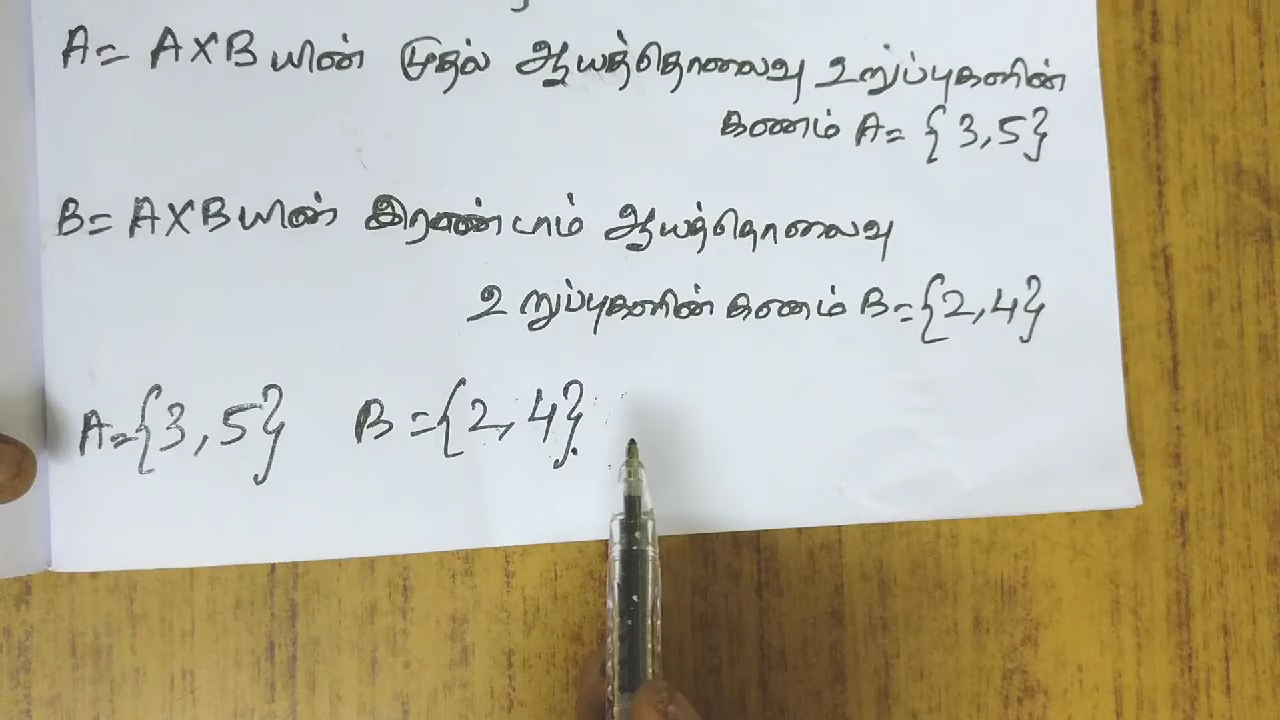 A = A×B யின் முதல் ஆயத்தொலைவு உறுப்புகளின்
கணம் A = {3,5}
B = A×B யின் இரண்டாம் ஆயத்தொலைவு
உறுப்புகளின் கணம் B = {2,4}
A = {3,5} B = {2,4}.